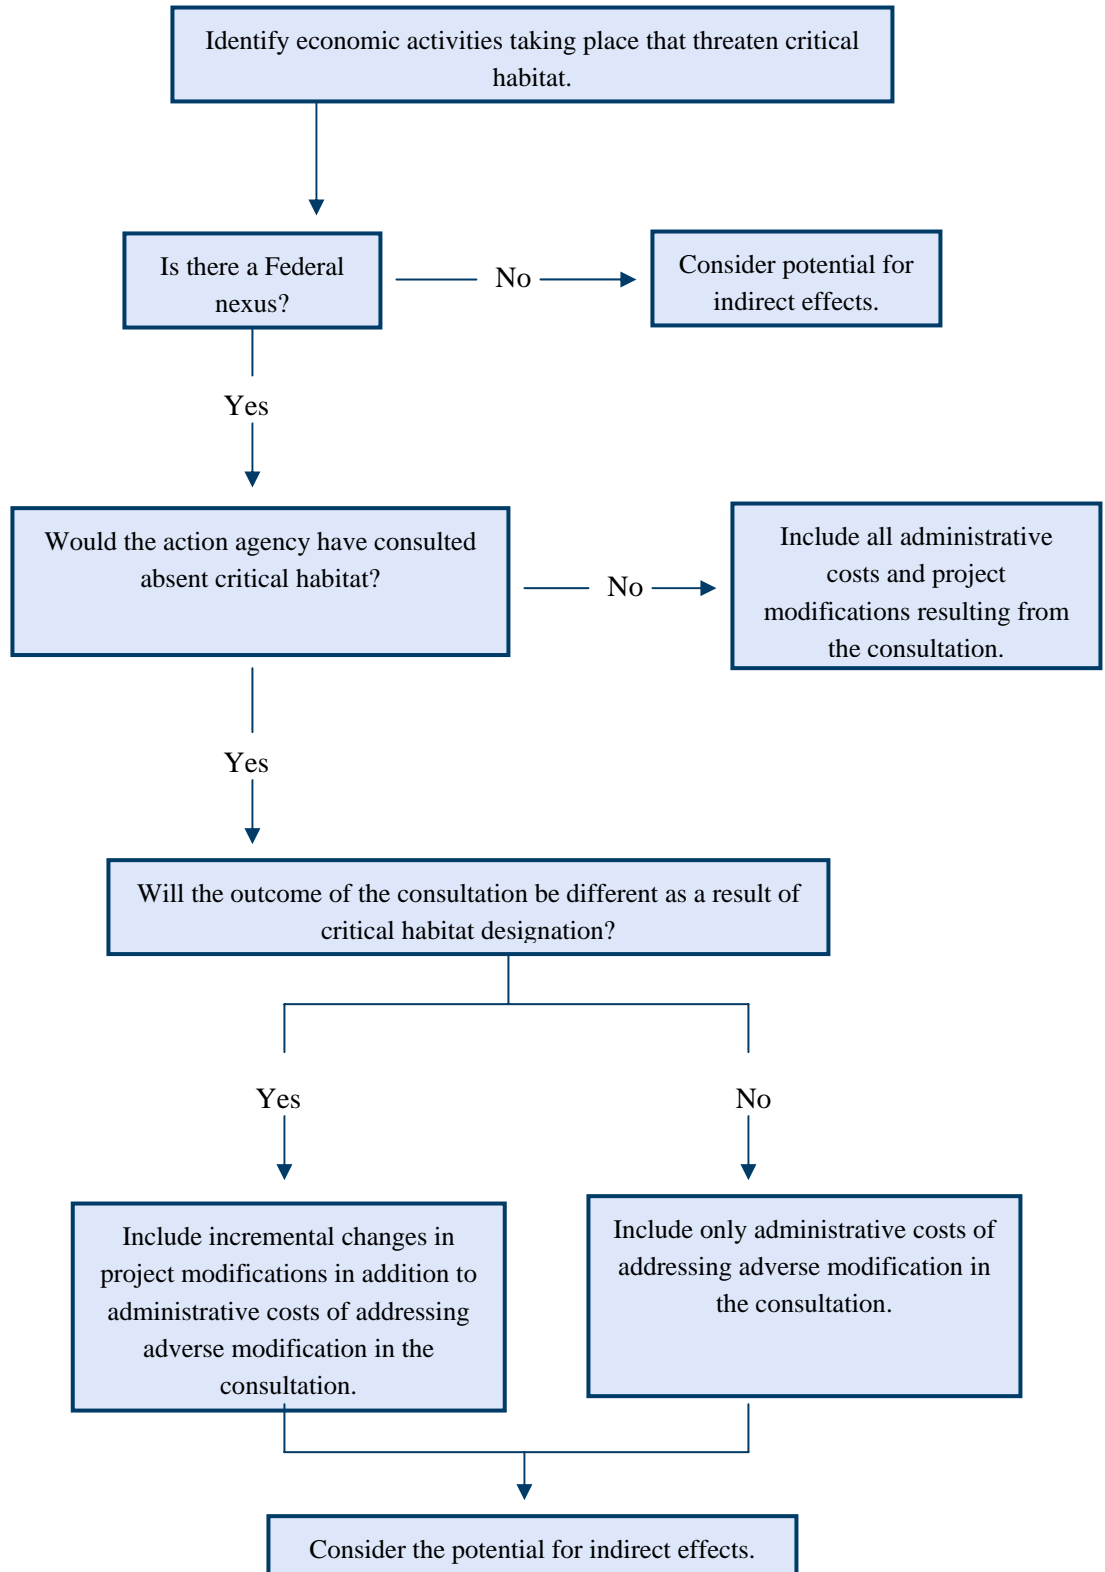 Identify economic activities taking place that threaten critical
habitat.
Is there a Federal
nexus?
No
Consider potential for
indirect effects.
Yes
Would the action agency have consulted
absent critical habitat?
No
Include all administrative
costs and project
modifications resulting from
the consultation.
Yes
Will the outcome of the consultation be different as a result of
critical habitat designation?
Yes
No
Include incremental changes in
project modifications in addition to
administrative costs of addressing
adverse modification in the
consultation.
Include only administrative costs of
addressing adverse modification in
the consultation.
Consider the potential for indirect effects.